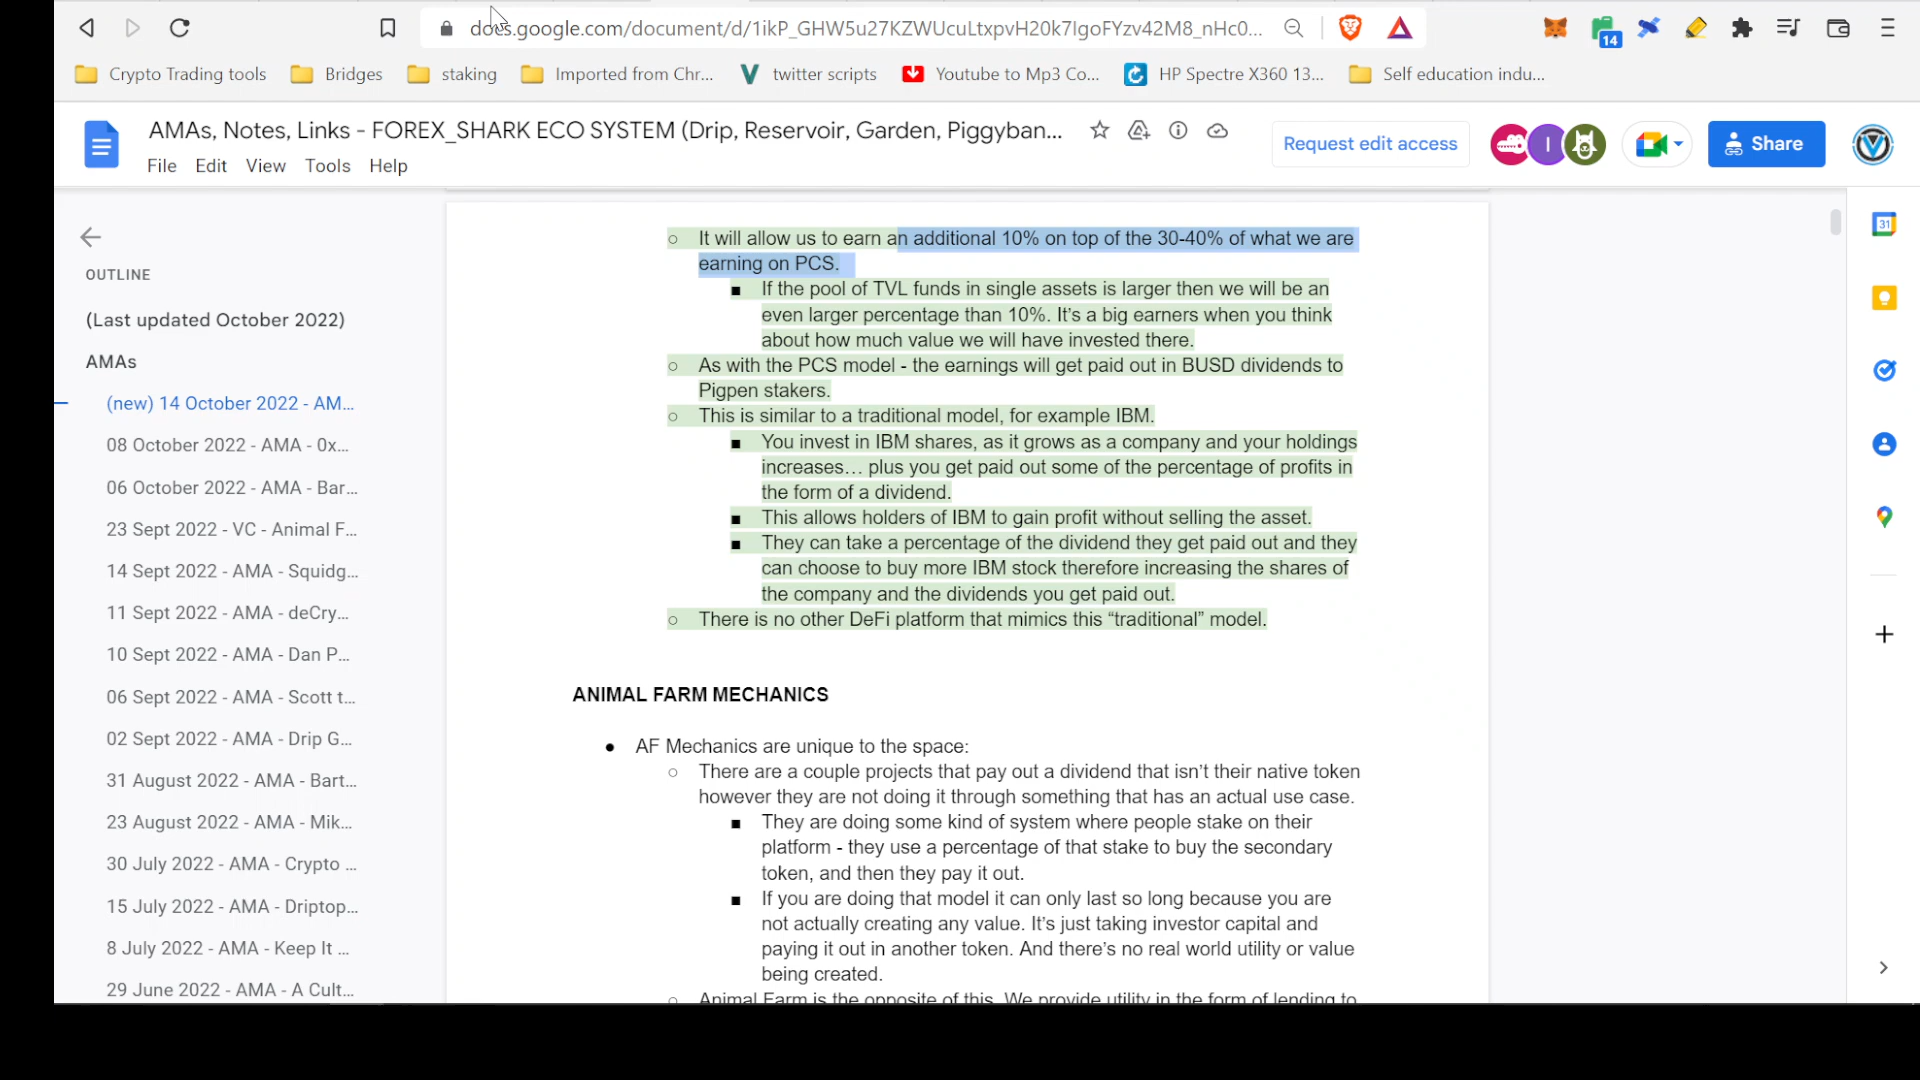 docs.google.com/document/d/1ikP_GHW5u27KZWUcuLtxpvH20k7IgoFYzv42M8_nHc0...
14
Crypto Trading tools
Bridges
staking
Imported from Chr...
twitter scripts
Youtube to Mp3 Co...
HP Spectre X360 13...
Self education indu...
AMAs, Notes, Links - FOREX_SHARK ECO SYSTEM (Drip, Reservoir, Garden, Piggyban...
File Edit View Tools Help
Request edit access
I
Share
31
OUTLINE
(Last updated October 2022)
AMAs
(new) 14 October 2022 - AM...
08 October 2022 - AMA - 0x...
06 October 2022 - AMA - Bar...
23 Sept 2022 - VC - Animal F...
14 Sept 2022 - AMA - Squidg...
11 Sept 2022 - AMA - deCry...
10 Sept 2022 - AMA - Dan P...
06 Sept 2022 - AMA - Scott t...
02 Sept 2022 - AMA - Drip G...
31 August 2022 - AMA - Bart...
23 August 2022 - AMA - Mik...
30 July 2022 - AMA - Crypto ...
15 July 2022 - AMA - Driptop...
8 July 2022 - AMA - Keep It ...
29 June 2022 - AMA - A Cult...
○ It will allow us to earn an additional 10% on top of the 30-40% of what we are
earning on PCS.
■ If the pool of TVL funds in single assets is larger then we will be an
even larger percentage than 10%. It's a big earners when you think
about how much value we will have invested there.
○ As with the PCS model - the earnings will get paid out in BUSD dividends to
Pigpen stakers.
○ This is similar to a traditional model, for example IBM.
■ You invest in IBM shares, as it grows as a company and your holdings
increases… plus you get paid out some of the percentage of profits in
the form of a dividend.
■ This allows holders of IBM to gain profit without selling the asset.
■ They can take a percentage of the dividend they get paid out and they
can choose to buy more IBM stock therefore increasing the shares of
the company and the dividends you get paid out.
○ There is no other DeFi platform that mimics this “traditional” model.
ANIMAL FARM MECHANICS
● AF Mechanics are unique to the space:
○ There are a couple projects that pay out a dividend that isn't their native token
however they are not doing it through something that has an actual use case.
■ They are doing some kind of system where people stake on their
platform - they use a percentage of that stake to buy the secondary
token, and then they pay it out.
■ If you are doing that model it can only last so long because you are
not actually creating any value. It's just taking investor capital and
paying it out in another token. And there's no real world utility or value
being created.
○ Animal Farm is the opposite of this. We provide utility in the form of lending to